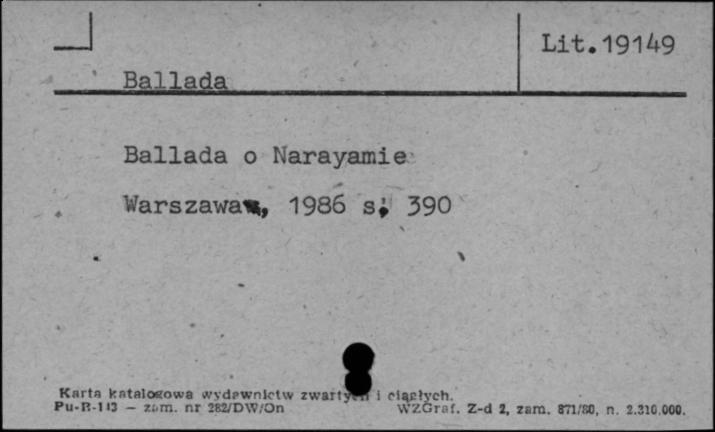 Lit.19149
Ballada
Ballada o Narayamie
Warszawa, 1986 s. 390
Karta katalogowa wydawnictw zwartych i ciągłych.
Pu-R-113 — zam. nr 282/DW/On WZGraf. Z-d 2, zam. 871/80, n. 2.310.000.